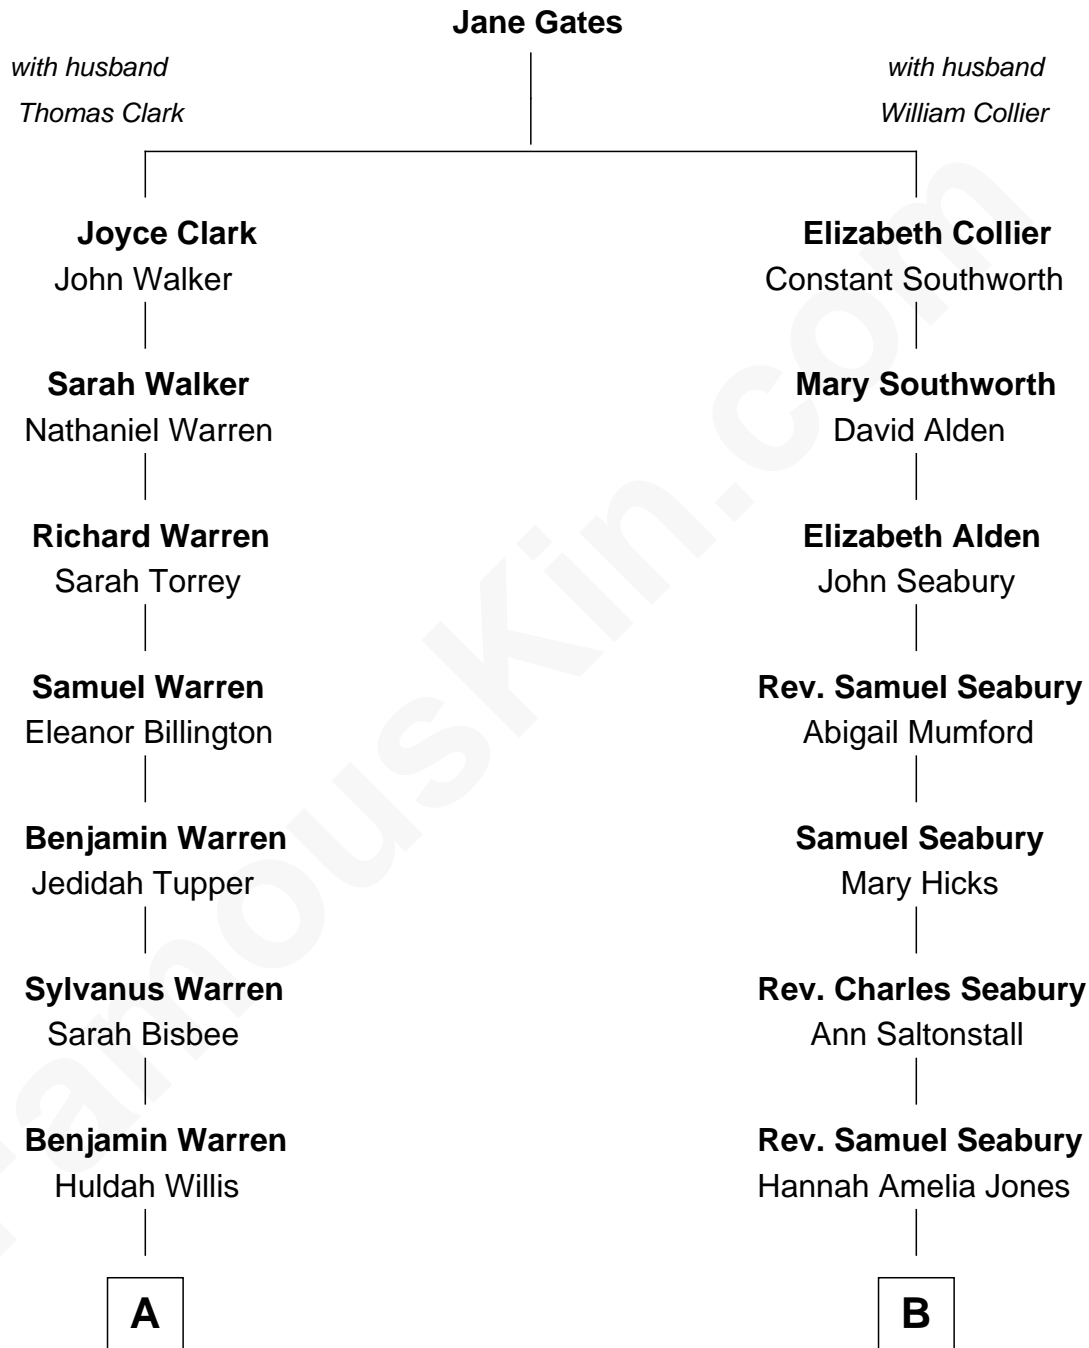 Jane Gates
with husband
Thomas Clark
with husband
William Collier
Joyce Clark
John Walker
Sarah Walker
Nathaniel Warren
Richard Warren
Sarah Torrey
Samuel Warren
Eleanor Billington
Benjamin Warren
Jedidah Tupper
Sylvanus Warren
Sarah Bisbee
Benjamin Warren
Huldah Willis
A
Elizabeth Collier
Constant Southworth
Mary Southworth
David Alden
Elizabeth Alden
John Seabury
Rev. Samuel Seabury
Abigail Mumford
Samuel Seabury
Mary Hicks
Rev. Charles Seabury
Ann Saltonstall
Rev. Samuel Seabury
Hannah Amelia Jones
B
FamousKin.com